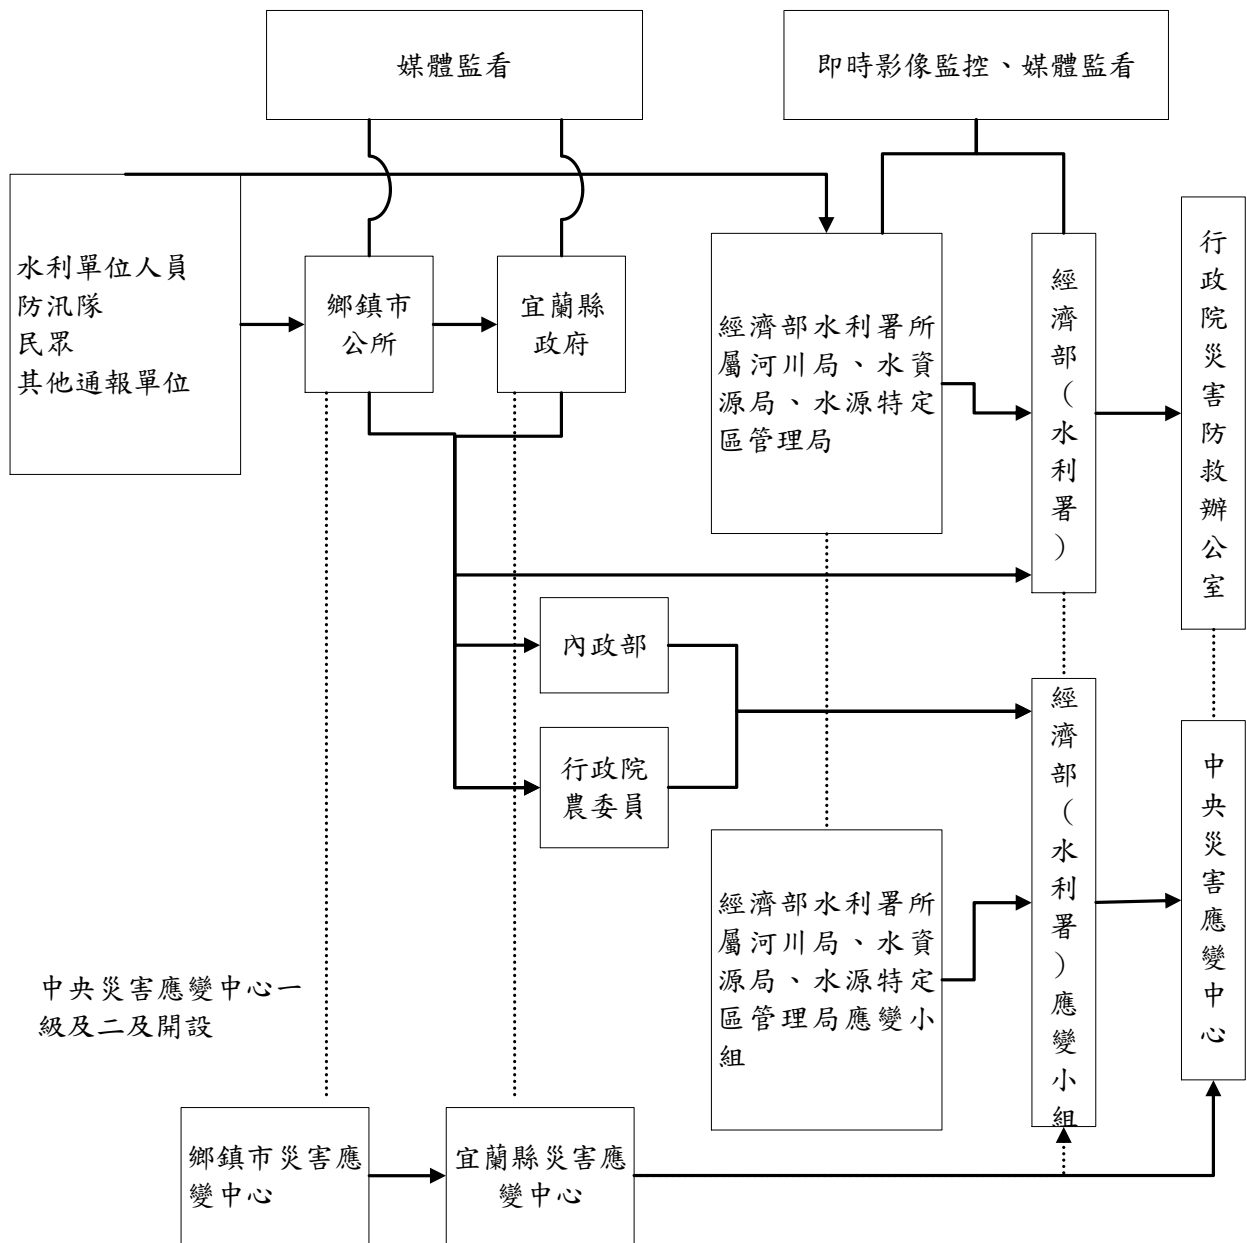 媒體監看
即時影像監控、媒體監看
水利單位人員
防汛隊
民眾
其他通報單位
鄉鎮市
公所
宜蘭縣
政府
經濟部水利署所
屬河川局、水資
源局、水源特定
區管理局
經濟部(水利署)
行政院災害防救辦公室
內政部
行政院
農委員
經濟部水利署所
屬河川局、水資
源局、水源特定
區管理局應變小
組
經濟部(水利署)應變小組
中央災害應變中心
中央災害應變中心一
級及二及開設
鄉鎮市災害應
變中心
宜蘭縣災害應
變中心